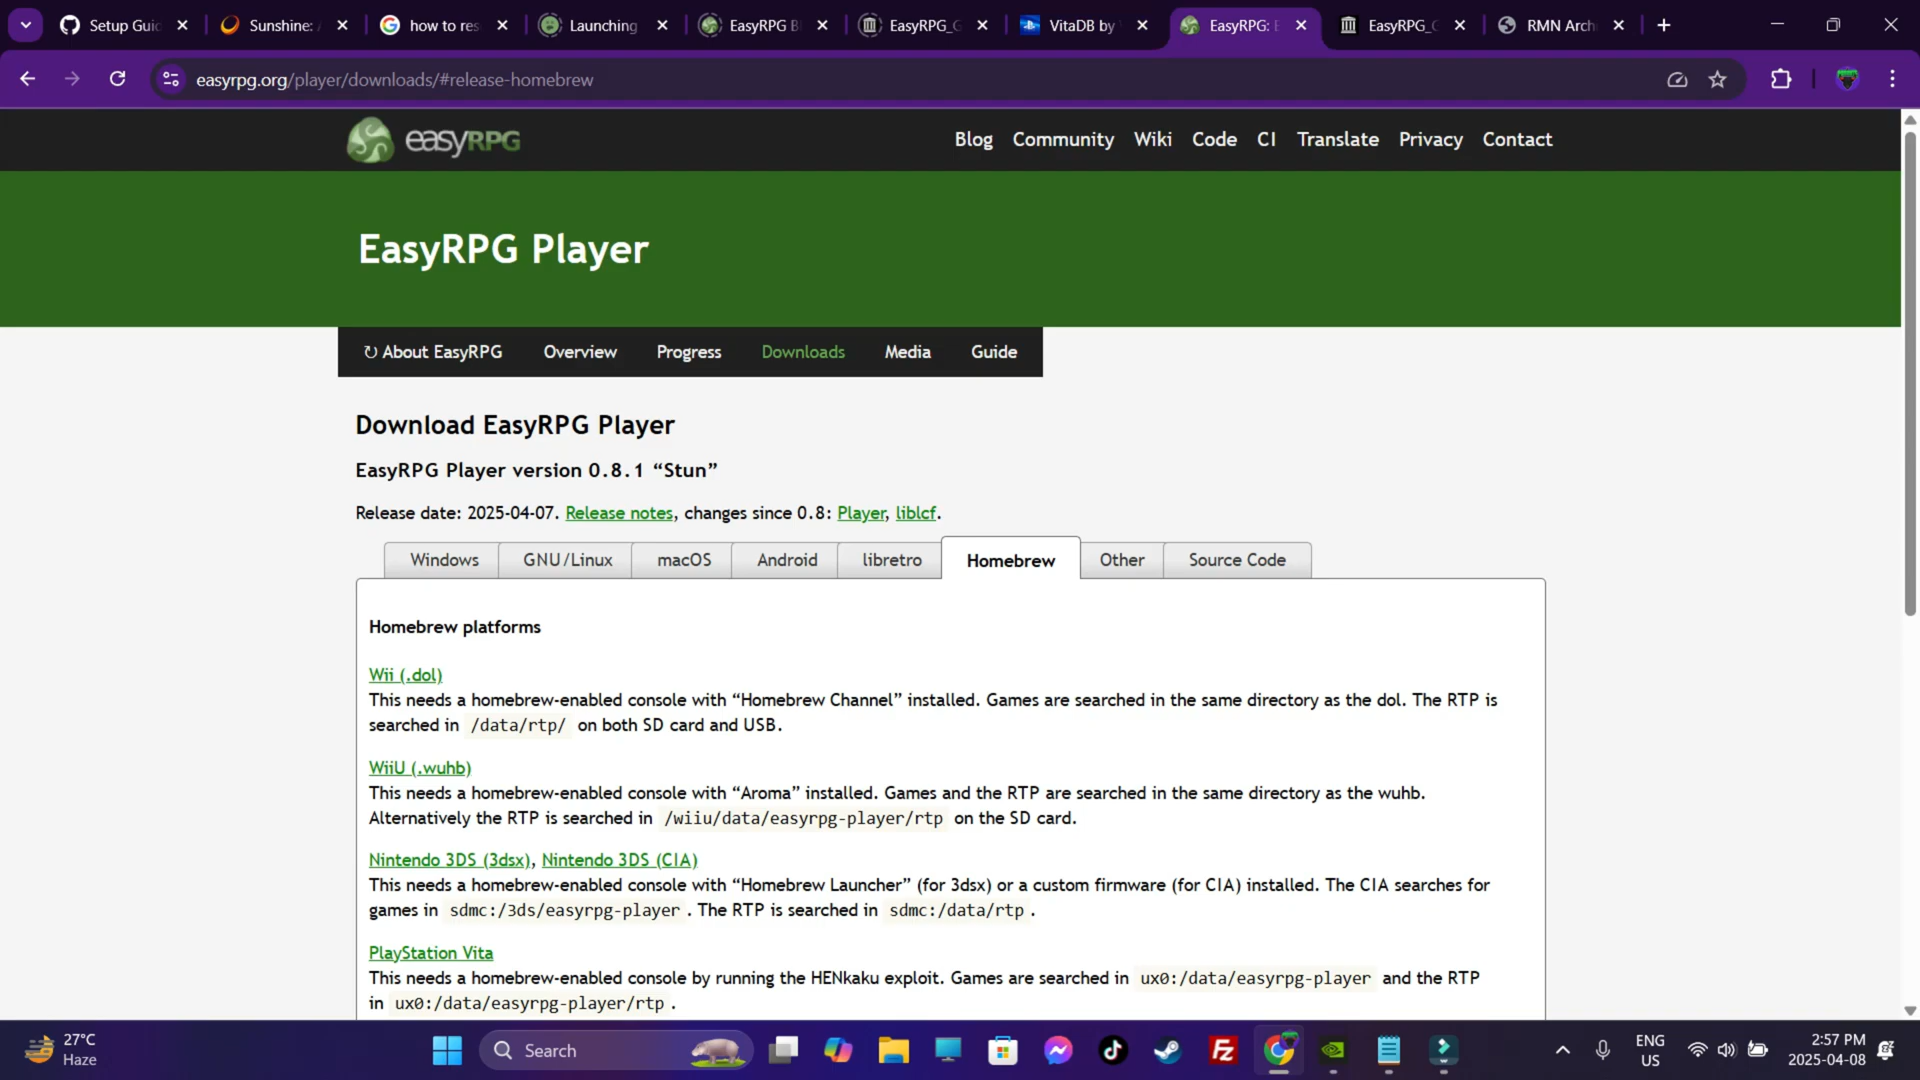 Setup Guid
Sunshine: A
how to res
Launching
EasyRPG B
EasyRPG_G
VitaDB by
EasyRPG: E
EasyRPG_G
RMN Arch
easyrpg.org/player/downloads/#release-homebrew
easyRPG
Blog Community Wiki Code CI Translate Privacy Contact
EasyRPG Player
↻ About EasyRPG Overview Progress Downloads Media Guide
Download EasyRPG Player
EasyRPG Player version 0.8.1 “Stun”
Release date: 2025-04-07. Release notes, changes since 0.8: Player, liblcf.
Windows GNU/Linux macOS Android libretro Homebrew Other Source Code
Homebrew platforms
Wii (.dol)
This needs a homebrew-enabled console with “Homebrew Channel” installed. Games are searched in the same directory as the dol. The RTP is
searched in /data/rtp/ on both SD card and USB.
WiiU (.wuhb)
This needs a homebrew-enabled console with “Aroma” installed. Games and the RTP are searched in the same directory as the wuhb.
Alternatively the RTP is searched in /wiiu/data/easyrpg-player/rtp on the SD card.
Nintendo 3DS (3dsx), Nintendo 3DS (CIA)
This needs a homebrew-enabled console with “Homebrew Launcher” (for 3dsx) or a custom firmware (for CIA) installed. The CIA searches for
games in sdmc:/3ds/easyrpg-player. The RTP is searched in sdmc:/data/rtp.
PlayStation Vita
This needs a homebrew-enabled console by running the HENkaku exploit. Games are searched in ux0:/data/easyrpg-player and the RTP
in ux0:/data/easyrpg-player/rtp.
27°C
Haze
Search
Fz
ENG
US
2:57 PM
2025-04-08